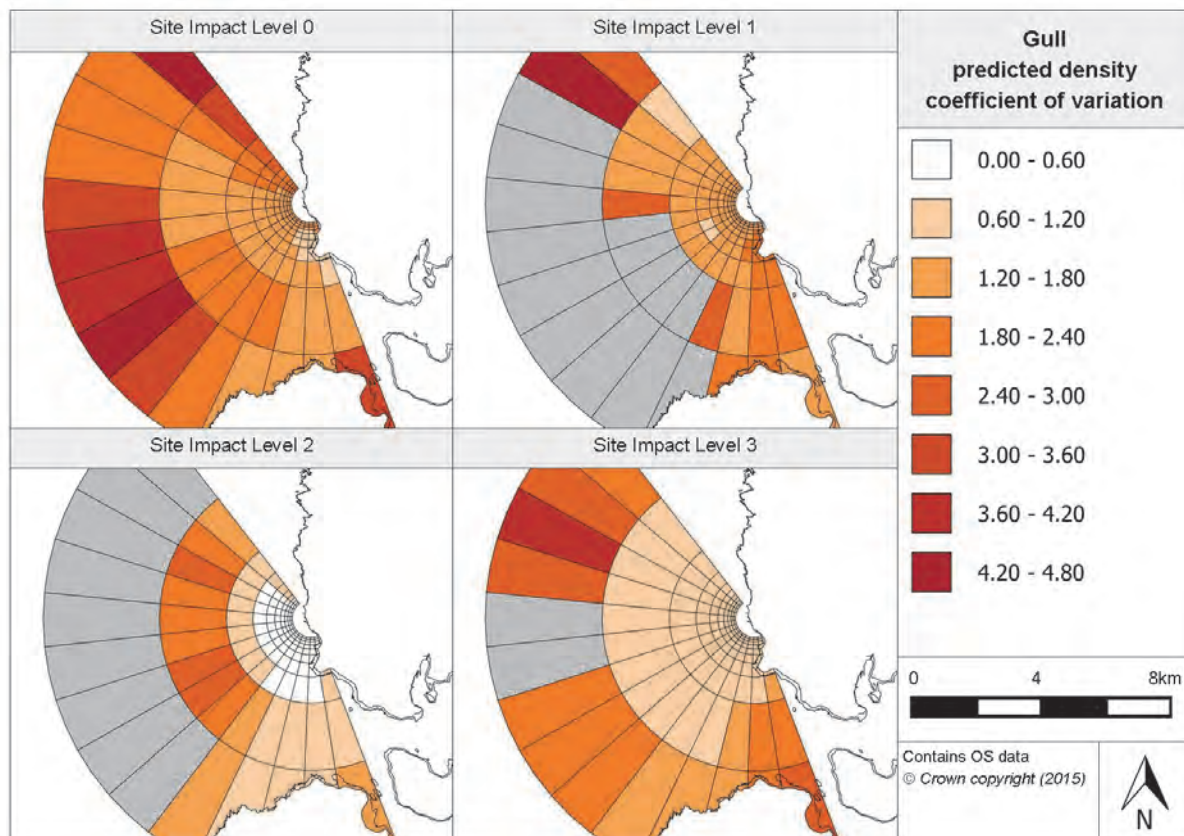 Site Impact Level 0
Site Impact Level 1
Site Impact Level 2
Site Impact Level 3
Gull
predicted density
coefficient of variation
0.00 - 0.60
0.60 - 1.20
1.20 - 1.80
1.80 - 2.40
2.40 - 3.00
3.00 - 3.60
3.60 - 4.20
4.20 - 4.80
0 4 8km
Contains OS data
© Crown copyright (2015)
N